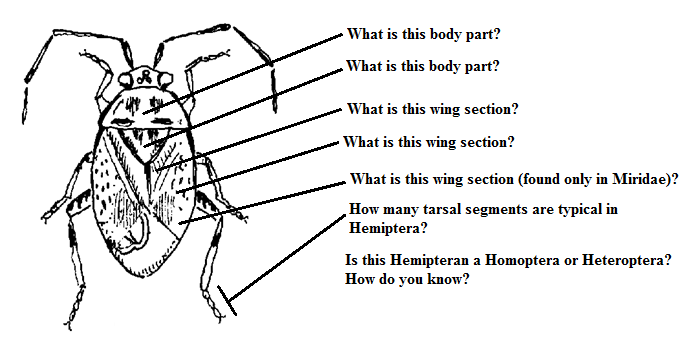 What is this body part?
What is this body part?
What is this wing section?
What is this wing section?
What is this wing section (found only in Miridae)?
How many tarsal segments are typical in
Hemiptera?
Is this Hemipteran a Homoptera or Heteroptera?
How do you know?